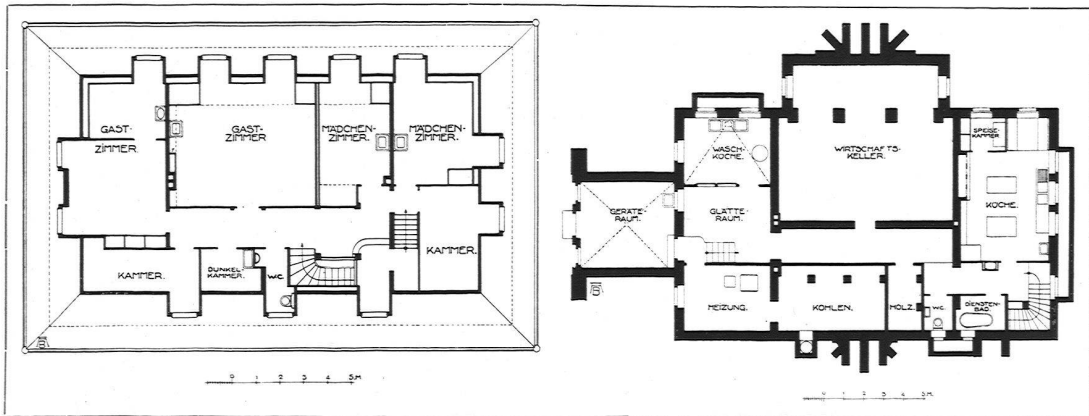 GAST-
ZIMMER.
GAST-
ZIMMER
MÄDCHEN-
ZIMMER.
MÄDCHEN-
ZIMMER.
KAMMER.
DUNKEL-
KAMMER.
W.C.
KAMMER.
0 1 2 3 4 5.M
SPEISE-
KAMMER
WASCH-
KÜCHE.
WIRTSCHAFTS-
KELLER.
GERÄTE-
RAUM.
GLÄTTE-
RAUM.
KÜCHE.
HEIZUNG.
KOHLEN.
HOLZ.
W.C.
DIENSTEN-
BAD.
0 1 2 3 4 5.M